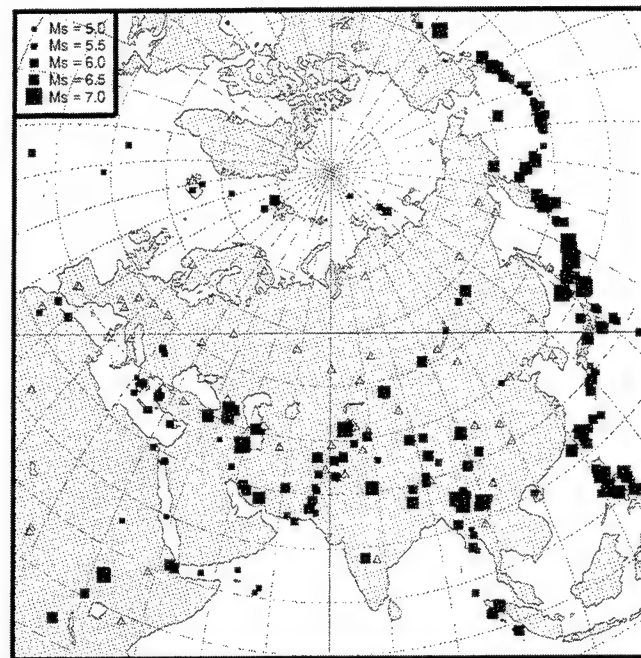 Ms = 5.0
Ms = 5.5
Ms = 6.0
Ms = 6.5
Ms = 7.0